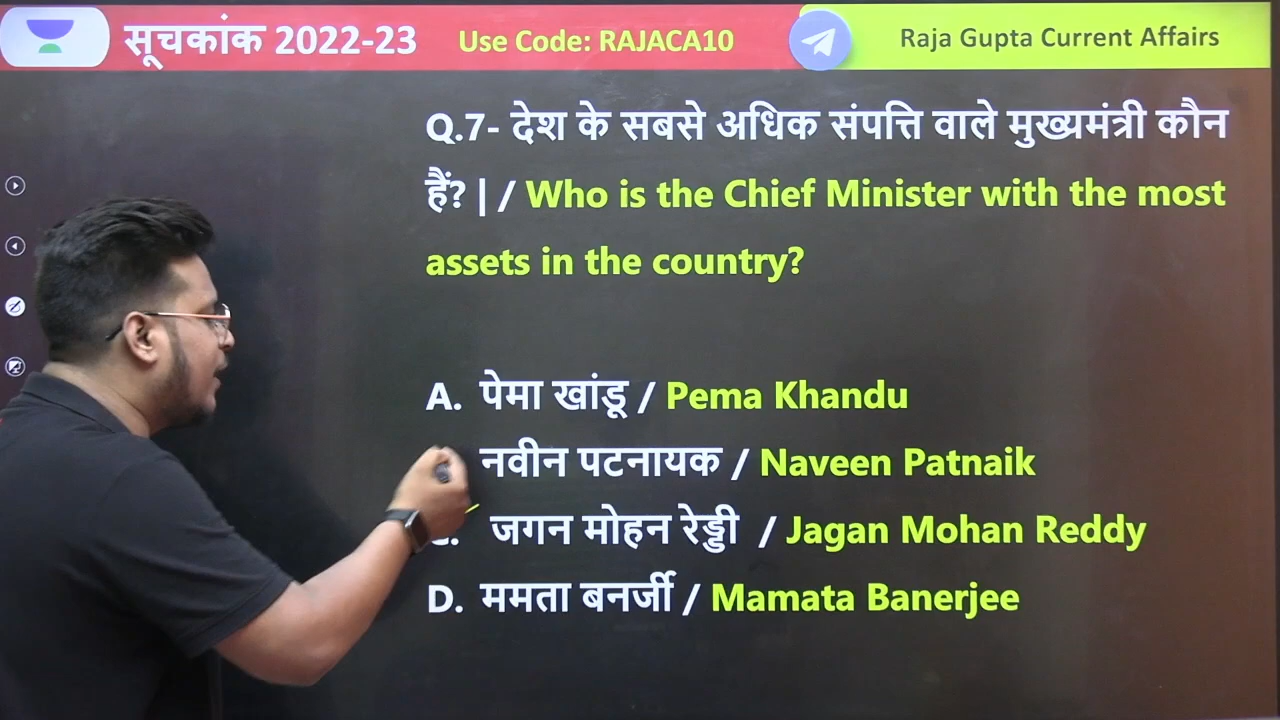 सूचकांक 2022-23 Use Code: RAJACA10 Raja Gupta Current Affairs
Q.7- देश के सबसे अधिक संपत्ति वाले मुख्यमंत्री कौन
हैं? | / Who is the Chief Minister with the most
assets in the country?
A. पेमा खांडू / Pema Khandu
नवीन पटनायक / Naveen Patnaik
जगन मोहन रेड्डी / Jagan Mohan Reddy
D. ममता बनर्जी / Mamata Banerjee